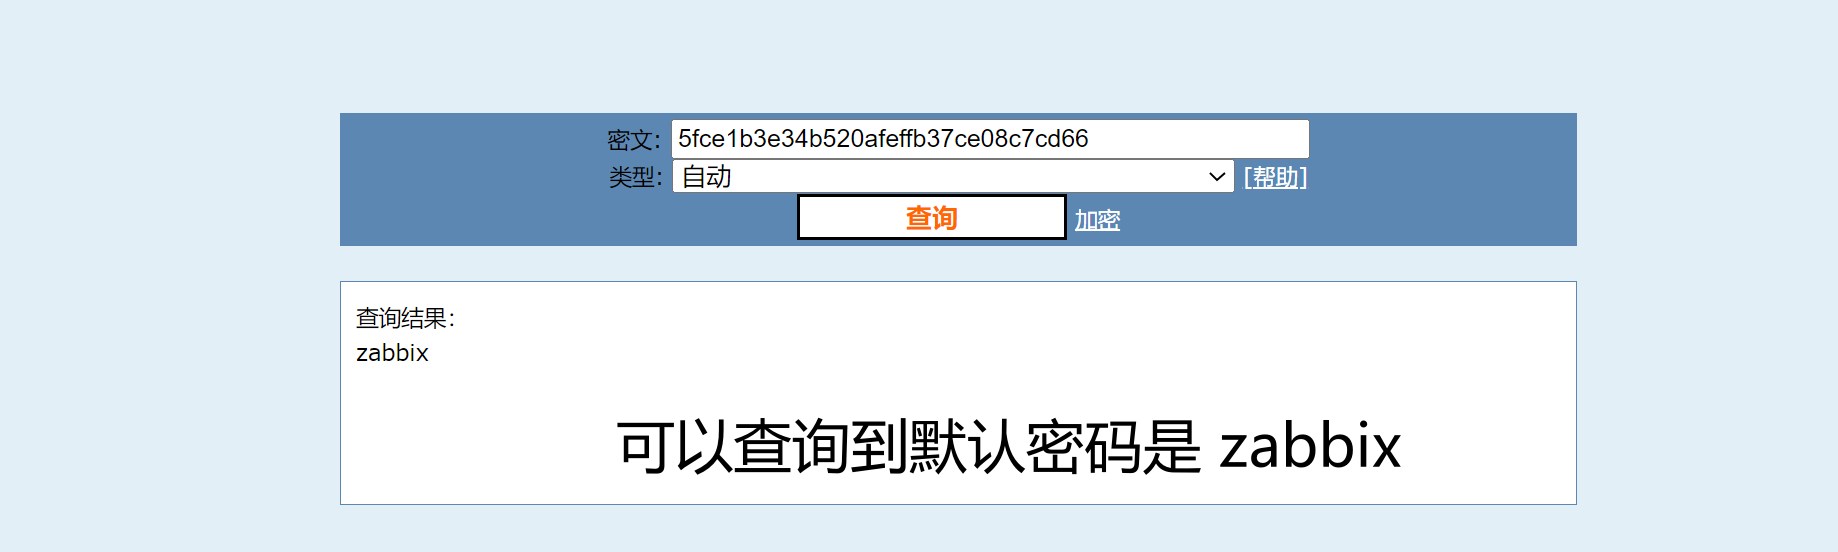 密文： 5fce1b3e34b520afeffb37ce08c7cd66
类型： 自动 [帮助]
查询 加密
查询结果：
zabbix
可以查询到默认密码是 zabbix